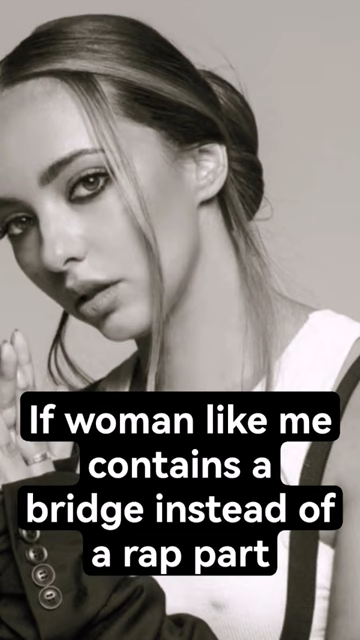 If woman like me
contains a
bridge instead of
a rap part